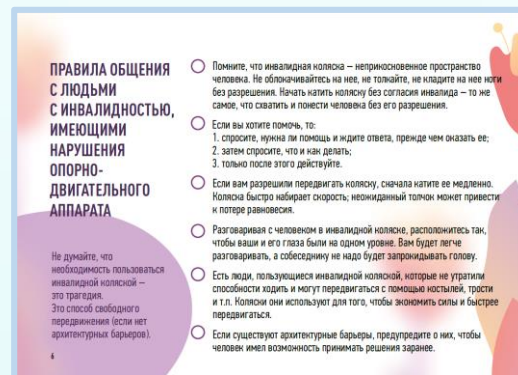 ПРАВИЛА ОБЩЕНИЯ
С ЛЮДЬМИ
С ИНВАЛИДНОСТЬЮ,
ИМЕЮЩИМИ
НАРУШЕНИЯ
ОПОРНО-
ДВИГАТЕЛЬНОГО
АППАРАТА
Не думайте, что
необходимость пользоваться
инвалидной коляской –
это трагедия.
Это способ свободного
передвижения (если нет
архитектурных барьеров).
6
Помните, что инвалидная коляска – неприкосновенное пространство
человека. Не облокачивайтесь на нее, не толкайте, не кладите на нее ноги
без разрешения. Начать катить коляску без согласия инвалида – то же
самое, что схватить и понести человека без его разрешения.
Если вы хотите помочь, то:
1. спросите, нужна ли помощь и ждите ответа, прежде чем оказать ее;
2. затем спросите, что и как делать;
3. только после этого действуйте.
Если вам разрешили передвигать коляску, сначала катите ее медленно.
Коляска быстро набирает скорость; неожиданный толчок может привести
к потере равновесия.
Разговаривая с человеком в инвалидной коляске, расположитесь так,
чтобы ваши и его глаза были на одном уровне. Вам будет легче
разговаривать, а собеседнику не надо будет запрокидывать голову.
Есть люди, пользующиеся инвалидной коляской, которые не утратили
способности ходить и могут передвигаться с помощью костылей, трости
и т.п. Коляски они используют для того, чтобы экономить силы и быстрее
передвигаться.
Если существуют архитектурные барьеры, предупредите о них, чтобы
человек имел возможность принимать решения заранее.